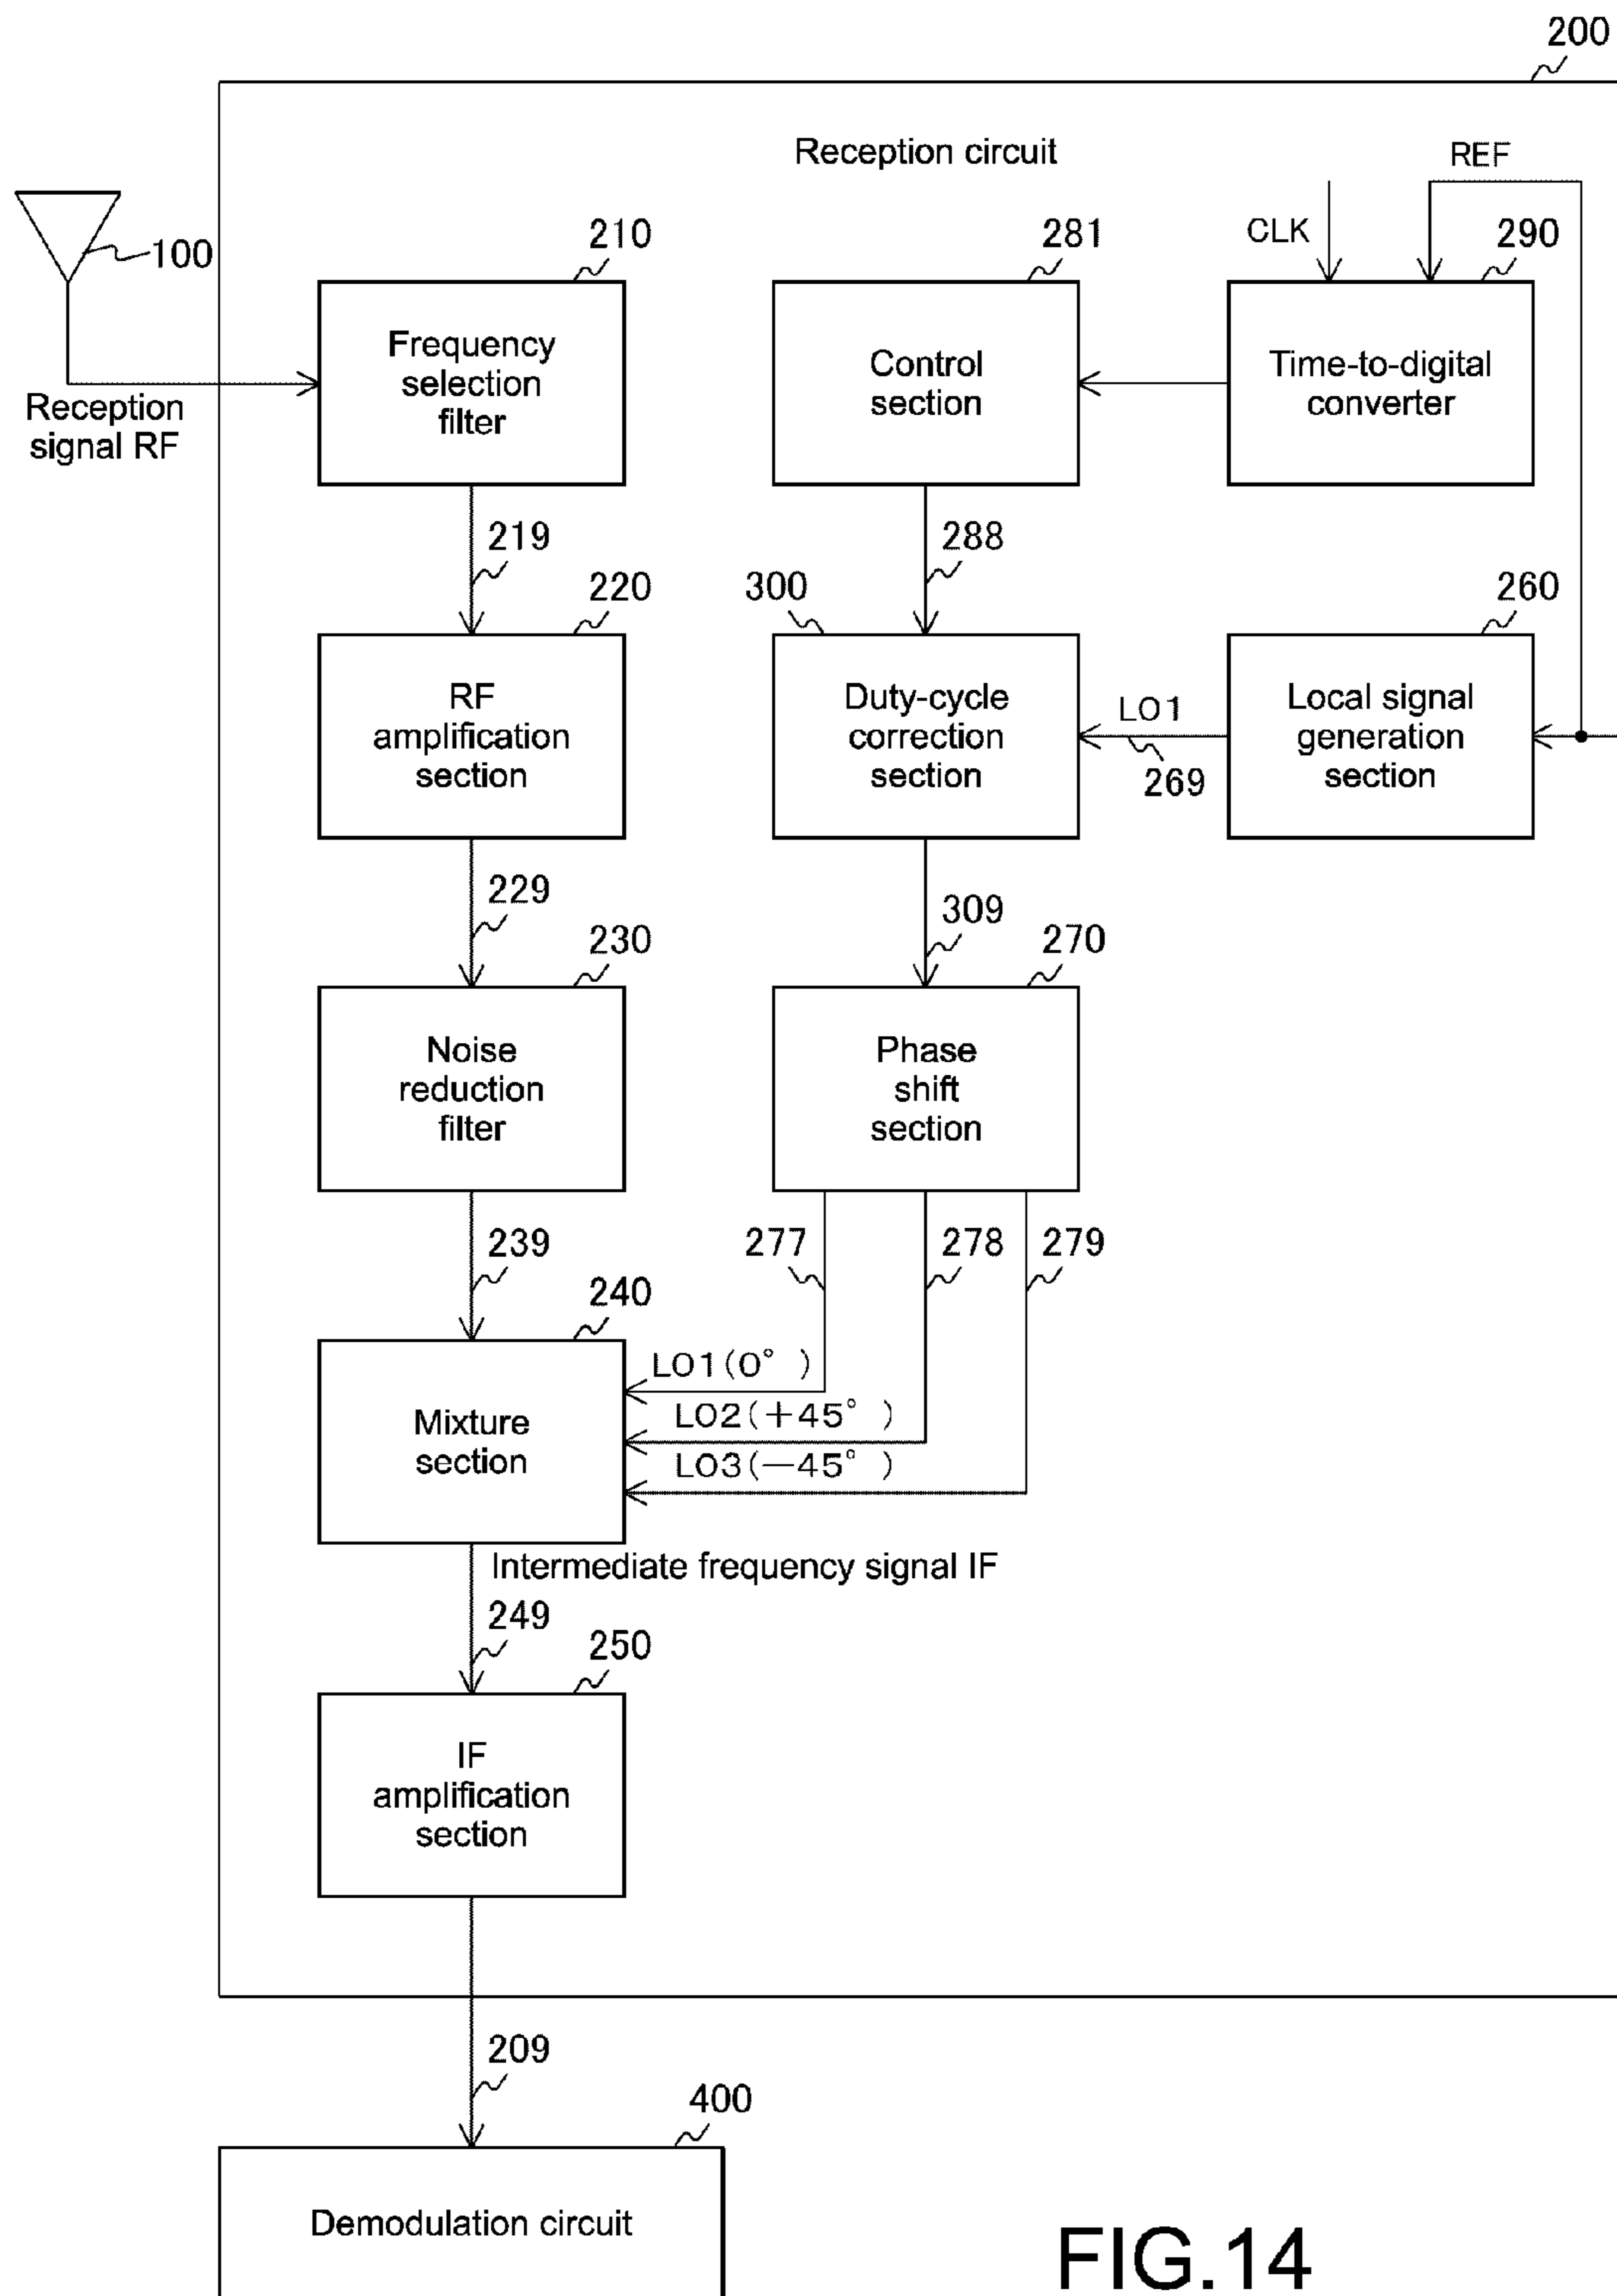 200
Reception circuit
REF
100
210
281
CLK
290
Frequency
selection
filter
Control
section
Time-to-digital
converter
Reception
signal RF
219
288
220
300
260
RF
amplification
section
Duty-cycle
correction
section
LO1
269
Local signal
generation
section
229
309
230
270
Noise
reduction
filter
Phase
shift
section
239
277
278
279
240
LO1(0°)
LO2(+45°)
LO3(−45°)
Mixture
section
Intermediate frequency signal IF
249
250
IF
amplification
section
209
400
Demodulation circuit
FIG.14